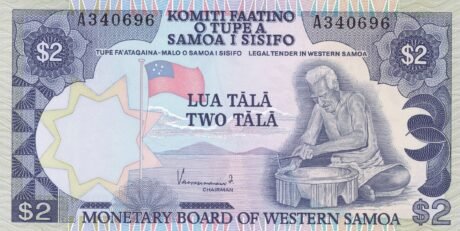 KOMITI FAATINO
O TUPE A
SAMOA I SISIFO
A340696
A340696
$2
$2
TUPE FA'ATAGAINA-MALO O SAMOA I SISIFO LEGAL TENDER IN WESTERN SAMOA
LUA TĀLĀ
TWO TĀLĀ
CHAIRMAN
$2
MONETARY BOARD OF WESTERN SAMOA
$2